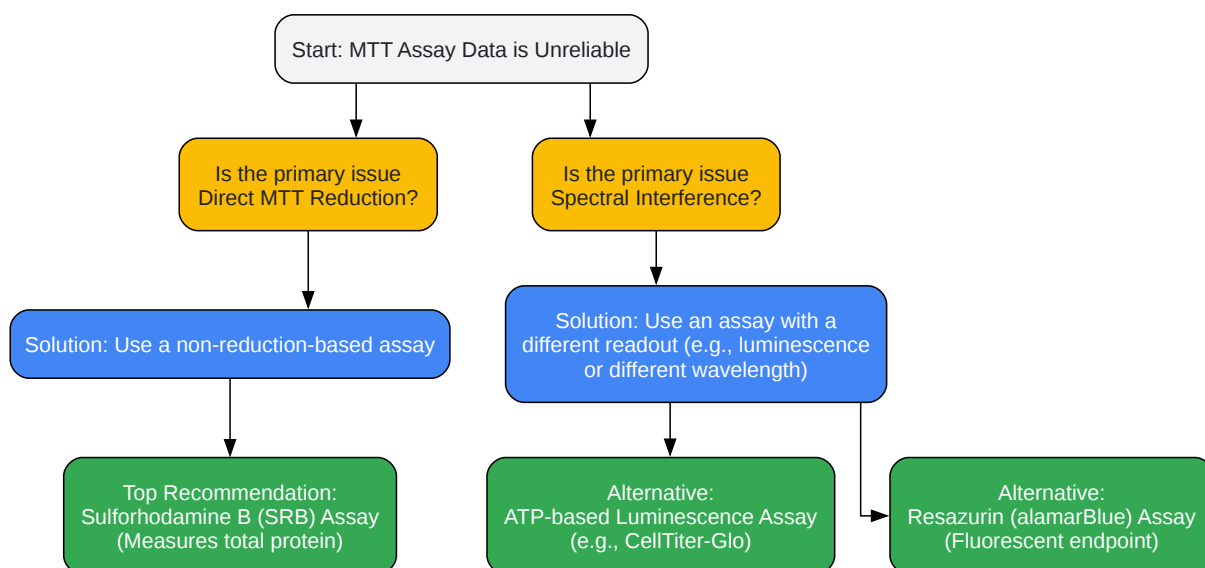 Start: MTT Assay Data is Unreliable
Is the primary issue
Direct MTT Reduction?
Is the primary issue
Spectral Interference?
Solution: Use a non-reduction-based assay
Solution: Use an assay with a
different readout (e.g., luminescence
or different wavelength)
Top Recommendation:
Sulforhodamine B (SRB) Assay
(Measures total protein)
Alternative:
ATP-based Luminescence Assay
(e.g., CellTiter-Glo)
Alternative:
Resazurin (alamarBlue) Assay
(Fluorescent endpoint)